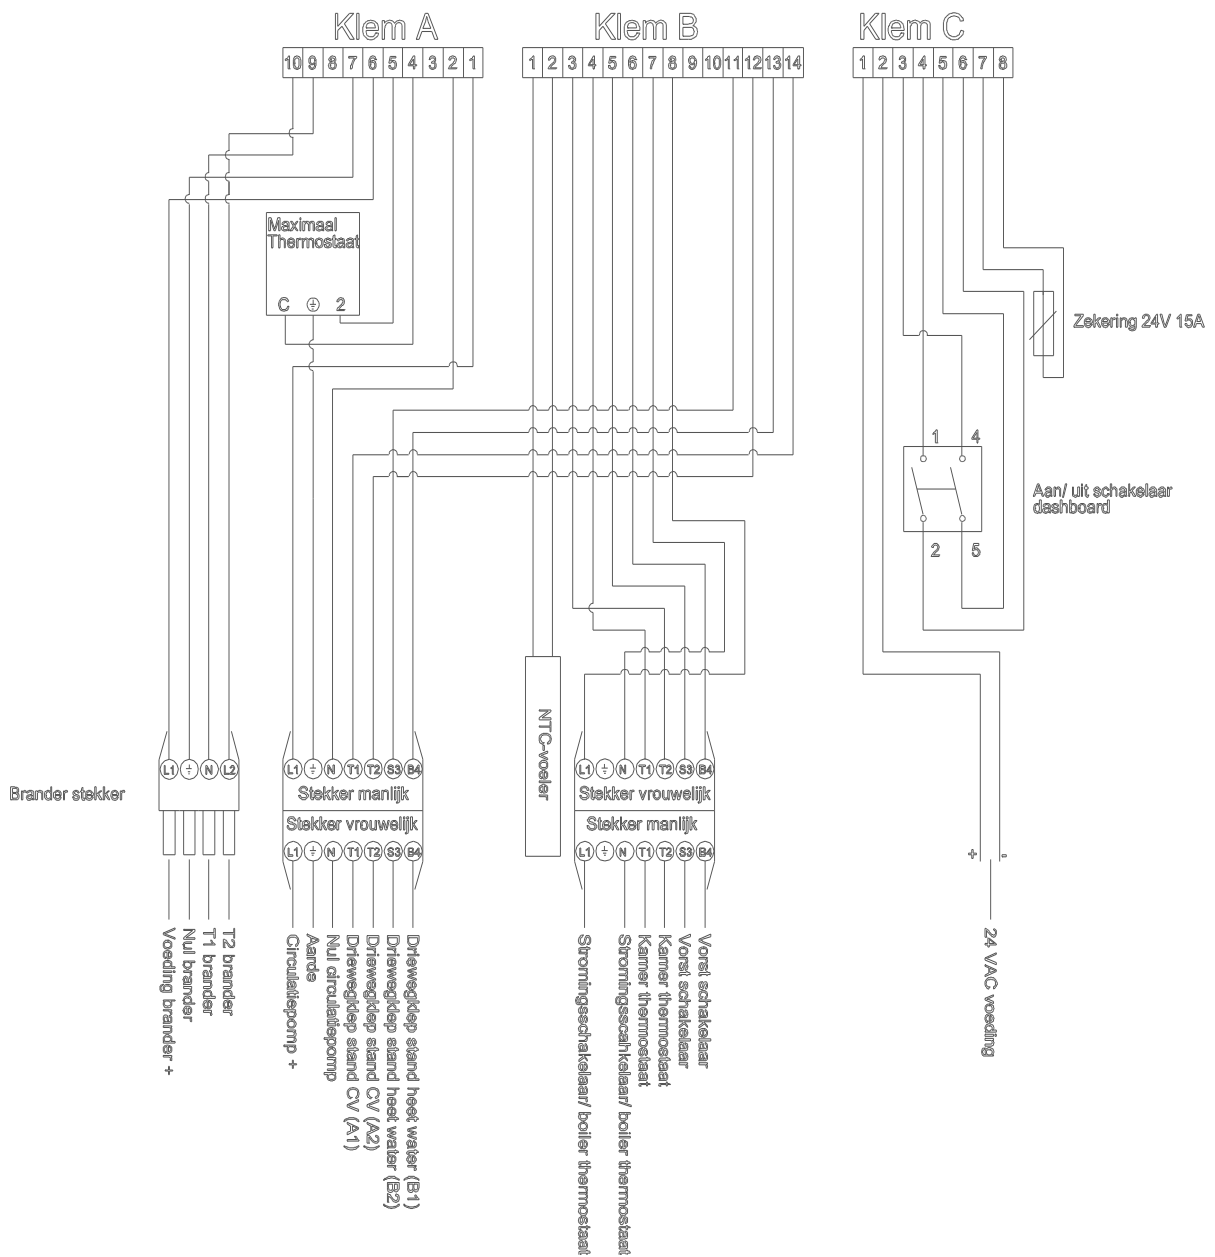 Klem A
Klem B
Klem C
10 9 8 7 6 5 4 3 2 1
1 2 3 4 5 6 7 8 9 10 11 12 13 14
1 2 3 4 5 6 7 8
Maximaal
Thermostaat
C 2
Zekering 24V 15A
1 4
Aan/ uit schakelaar
dashboard
2 5
NTC-voeler
L1 N L2
Brander stekker
L1 N T1 T2 S3 B4
Stekker manlijk
Stekker vrouwelijk
L1 N T1 T2 S3 B4
L1 N T1 T2 S3 B4
Stekker vrouwelijk
Stekker manlijk
L1 N T1 T2 S3 B4
+ -
Voeding brander +
Nul brander
T1 brander
T2 brander
Circulatiepomp +
Aarde
Nul circulatiepomp
Driewegklep stand CV (A1)
Driewegklep stand CV (A2)
Driewegklep stand heet water (B2)
Driewegklep stand heet water (B1)
Stromingsschakelaar/ boiler thermostaat
Stromingsscahkelaar/ boiler thermostaat
Kamer thermostaat
Kamer thermostaat
Vorst schakelaar
Vorst schakelaar
24 VAC voeding